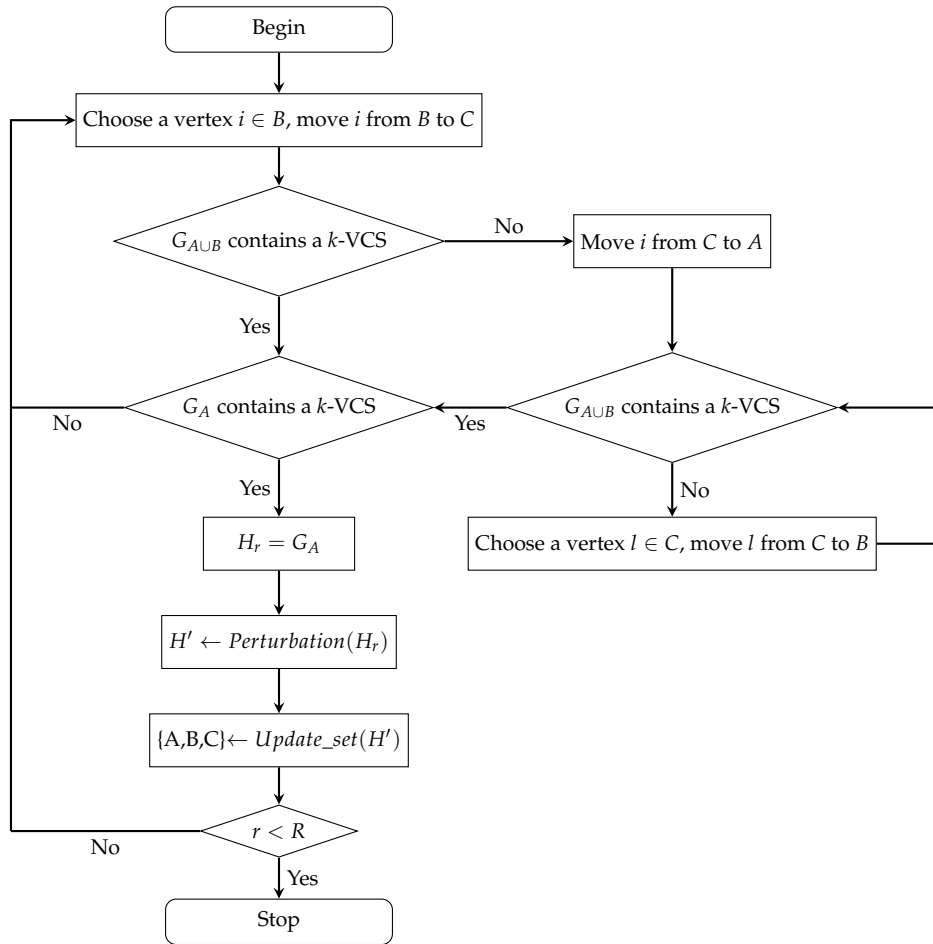 Begin
Choose a vertex i ∈ B, move i from B to C
G_{A∪B} contains a k-VCS
No
Move i from C to A
Yes
G_A contains a k-VCS
No
Yes
G_{A∪B} contains a k-VCS
Yes
No
H_r = G_A
Choose a vertex l ∈ C, move l from C to B
H′ ← Perturbation(H_r)
{A,B,C}← Update_set(H′)
r < R
No
Yes
Stop